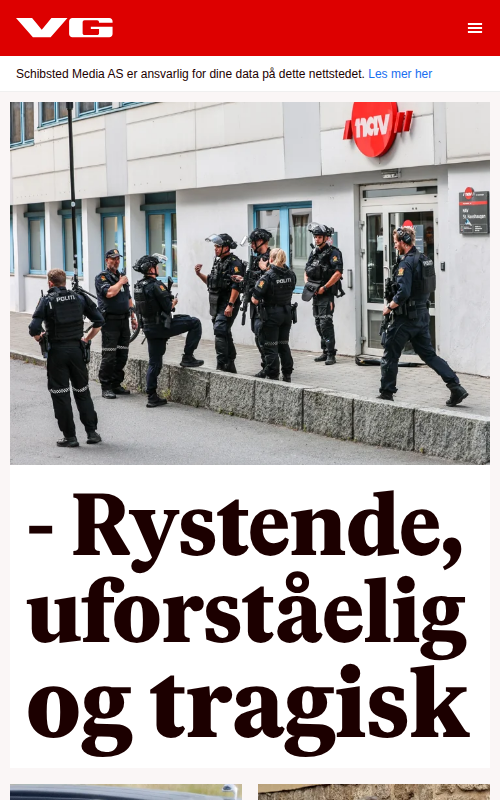 VG
Schibsted Media AS er ansvarlig for dine data på dette nettstedet. Les mer her
nav
POLITI
POLITI
- Rystende,
uforståelig
og tragisk